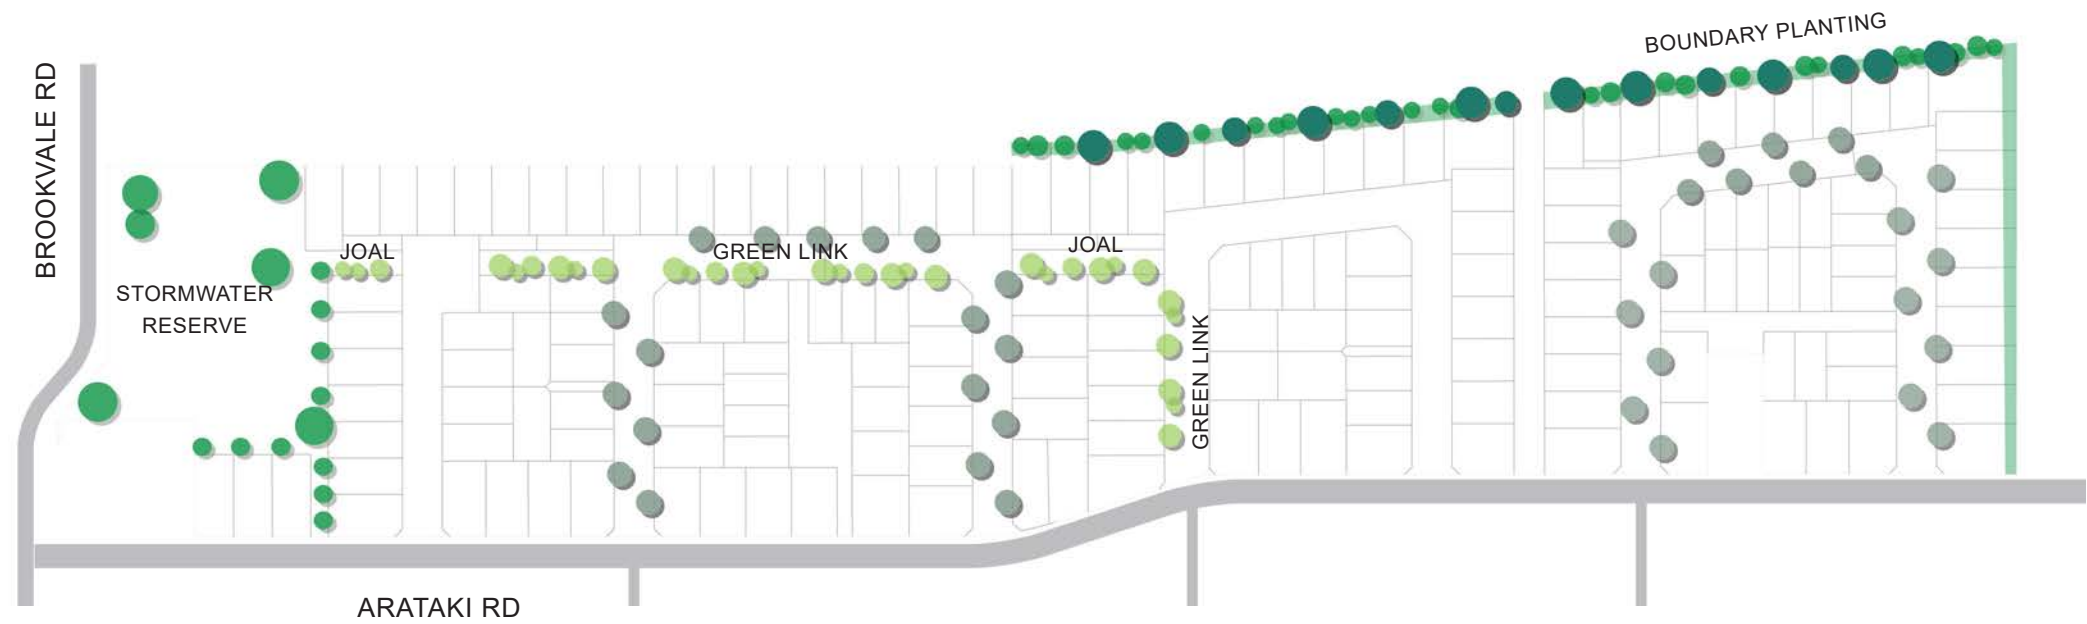 BOUNDARY PLANTING
BROOKVALE RD
JOAL
GREEN LINK
JOAL
STORMWATER
RESERVE
GREEN LINK
ARATAKI RD